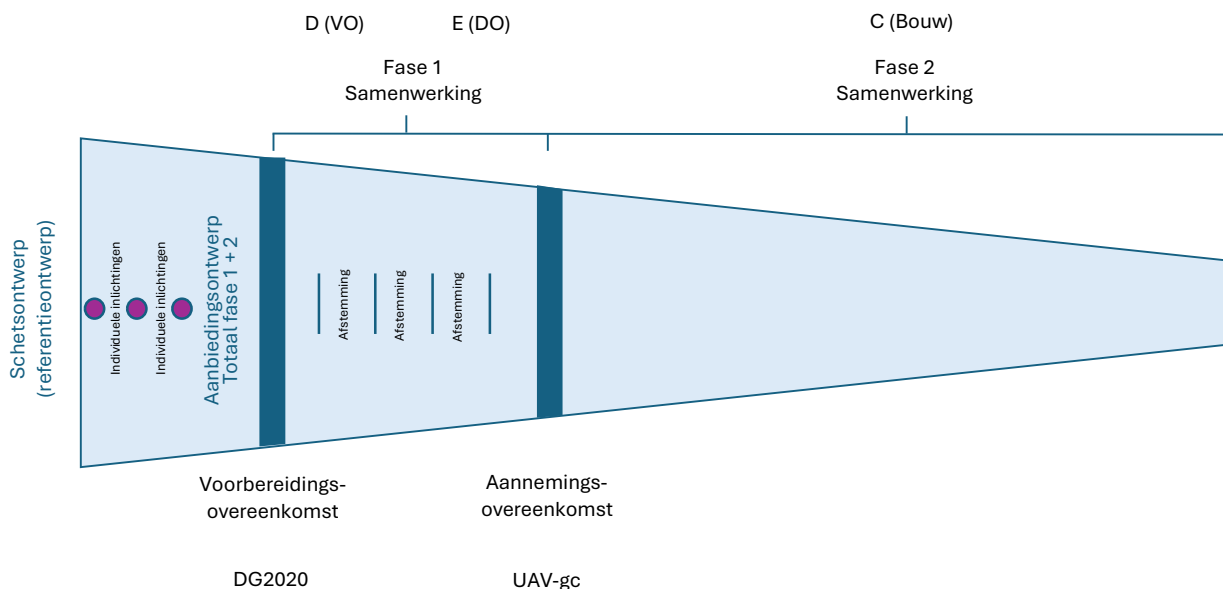 D (VO)
E (DO)
C (Bouw)
Fase 1
Samenwerking
Fase 2
Samenwerking
Schetsontwerp
(referentieontwerp)
Individuele inlichtingen
Individuele inlichtingen
Aanbiedingsontwerp
Totaal fase 1 + 2
Afstemming
Afstemming
Afstemming
Voorbereidings-
overeenkomst
Aannemings-
overeenkomst
DG2020
UAV-gc